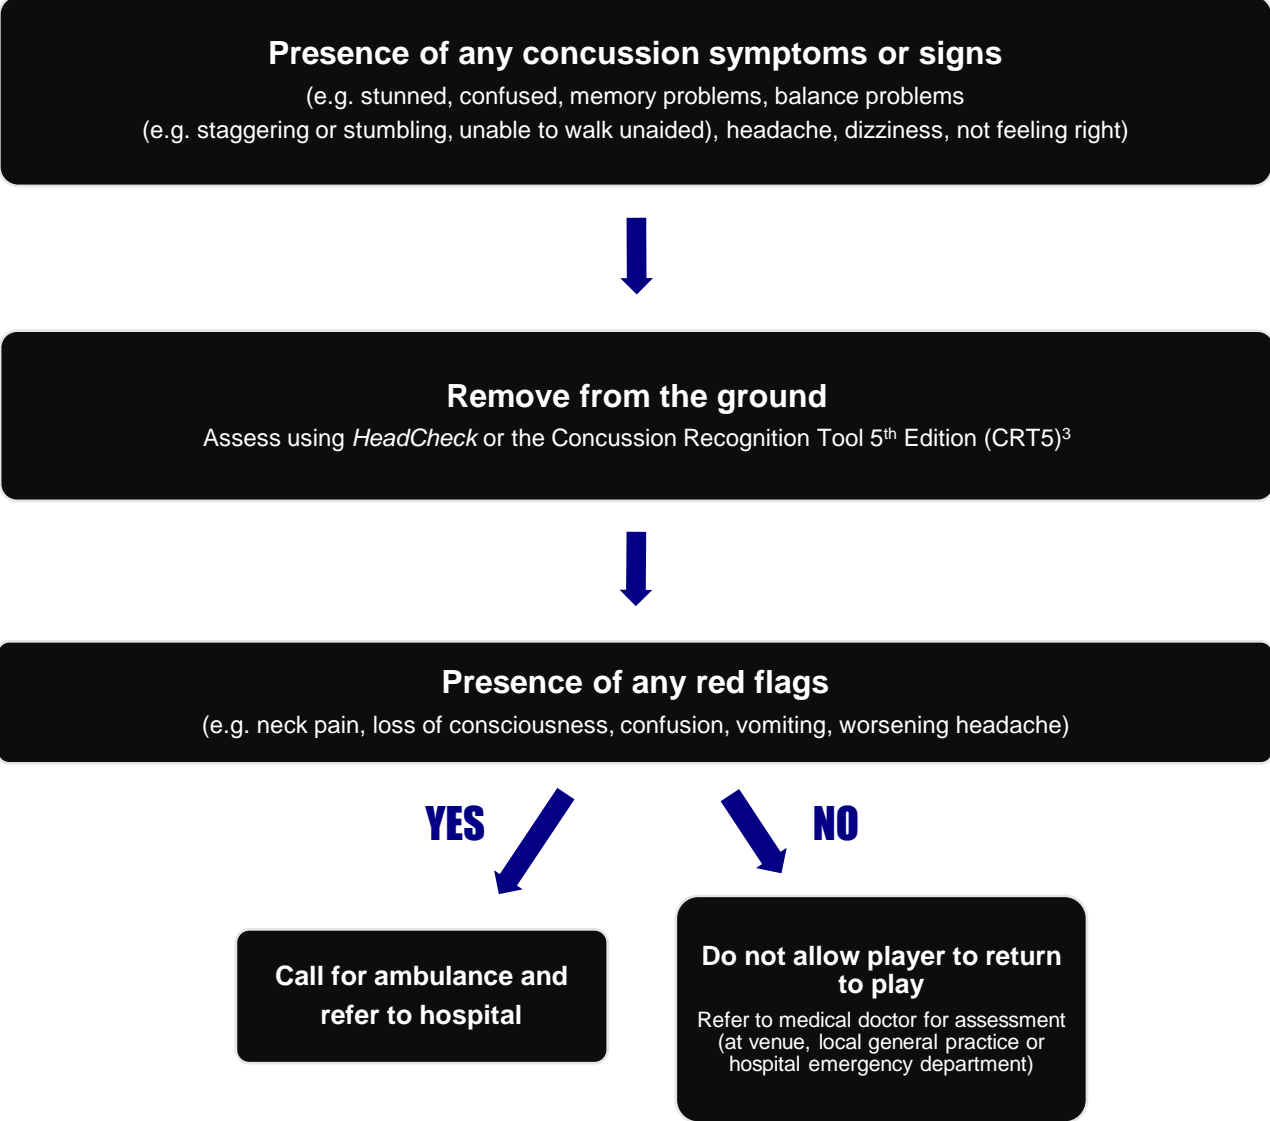 Presence of any concussion symptoms or signs
(e.g. stunned, confused, memory problems, balance problems
(e.g. staggering or stumbling, unable to walk unaided), headache, dizziness, not feeling right)
Remove from the ground
Assess using HeadCheck or the Concussion Recognition Tool 5th Edition (CRT5)3
Presence of any red flags
(e.g. neck pain, loss of consciousness, confusion, vomiting, worsening headache)
YES
NO
Call for ambulance and
refer to hospital
Do not allow player to return
to play
Refer to medical doctor for assessment
(at venue, local general practice or
hospital emergency department)